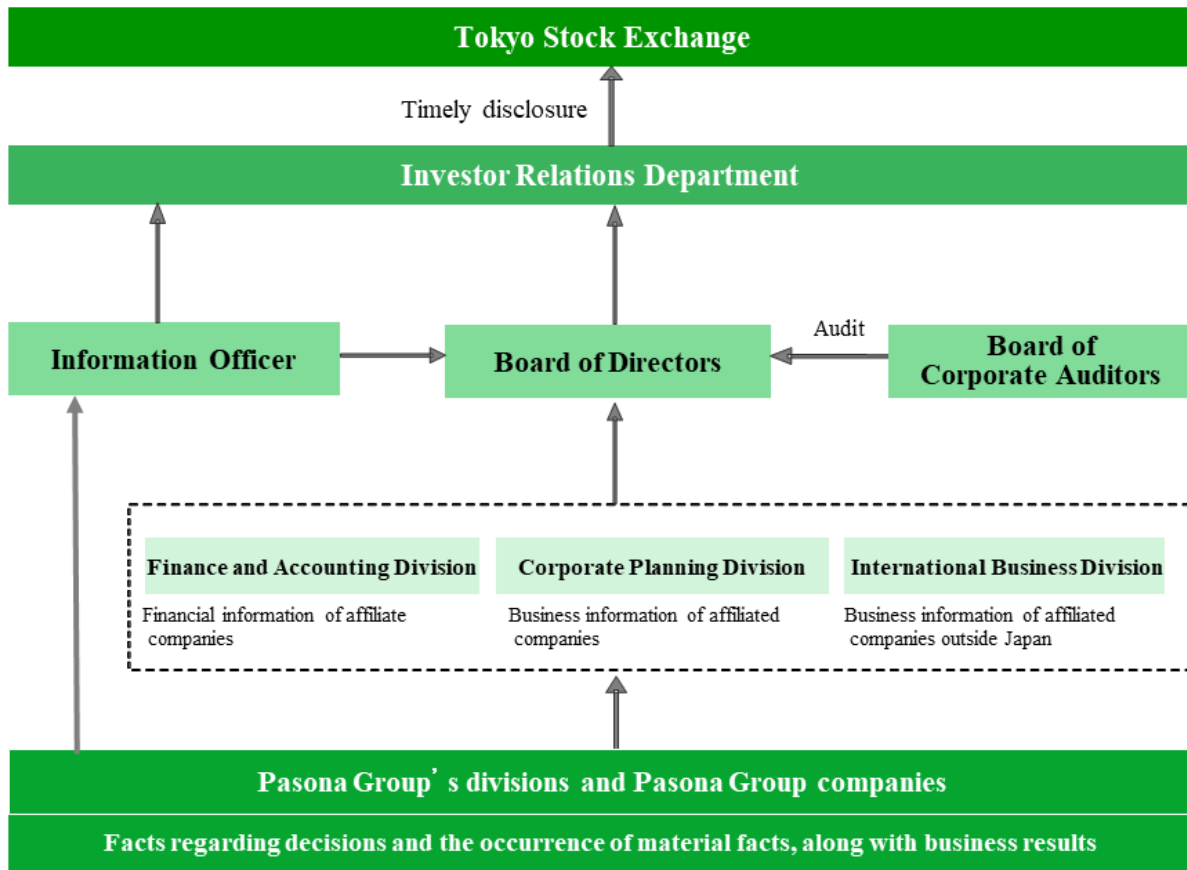 Tokyo Stock Exchange
Timely disclosure
Investor Relations Department
Information Officer
Board of Directors
Audit
Board of
Corporate Auditors
Finance and Accounting Division
Financial information of affiliate
companies
Corporate Planning Division
Business information of affiliated
companies
International Business Division
Business information of affiliated
companies outside Japan
Pasona Group’s divisions and Pasona Group companies
Facts regarding decisions and the occurrence of material facts, along with business results